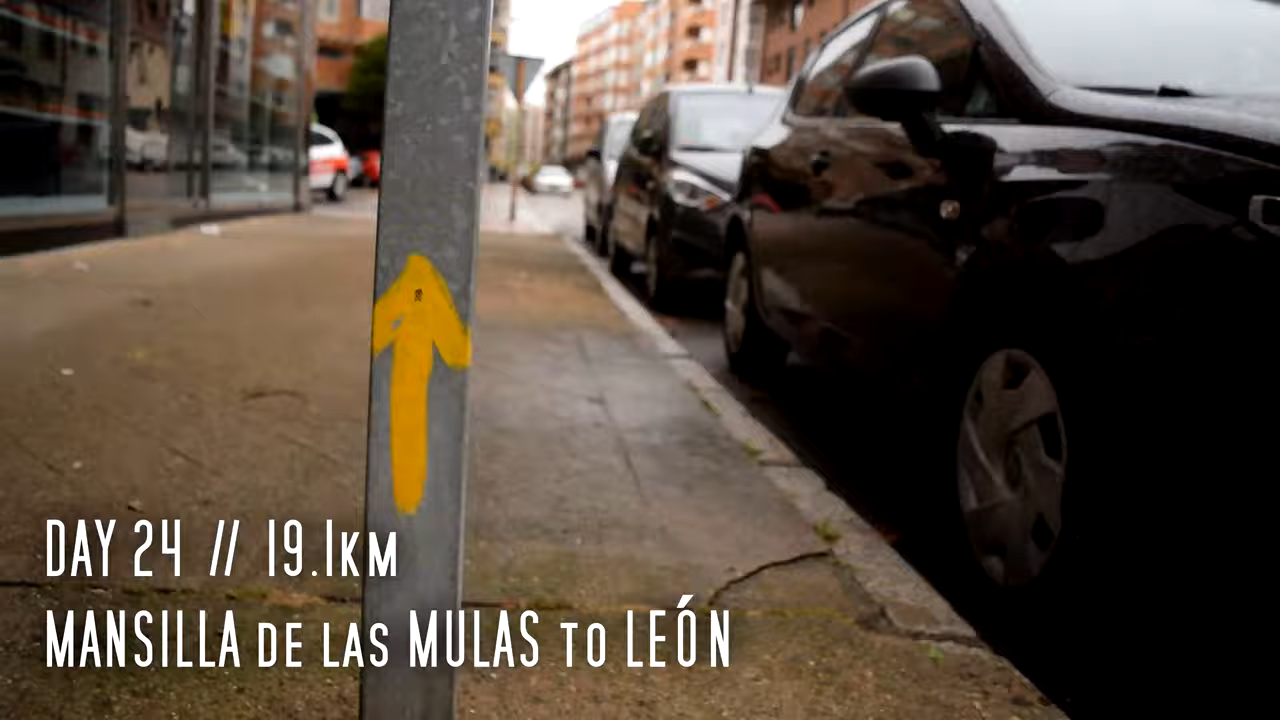 DAY 24 // 19.1KM
MANSILLA DE LAS MULAS TO LEÓN